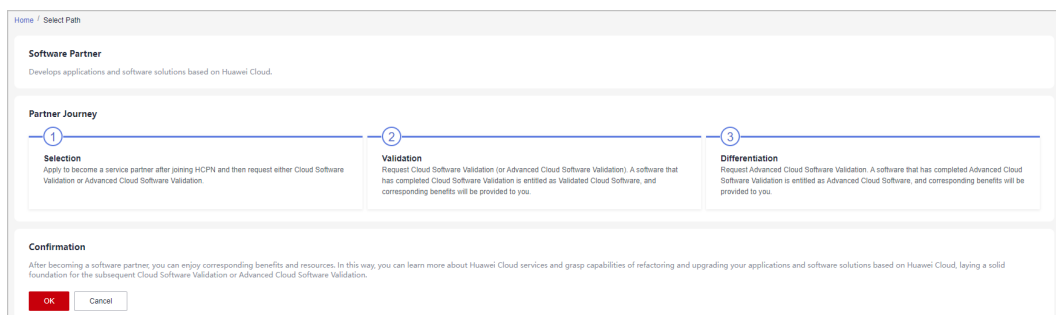 Home / Select Path
Software Partner
Develops applications and software solutions based on Huawei Cloud.
Partner Journey
1
Selection
Apply to become a service partner after joining HCPN and then request either Cloud Software
Validation or Advanced Cloud Software Validation.
2
Validation
Request Cloud Software Validation (or Advanced Cloud Software Validation). A software that
has completed Cloud Software Validation is entitled as Validated Cloud Software, and
corresponding benefits will be provided to you.
3
Differentiation
Request Advanced Cloud Software Validation. A software that has completed Advanced Cloud
Software Validation is entitled as Advanced Cloud Software, and corresponding benefits will be
provided to you.
Confirmation
After becoming a software partner, you can enjoy corresponding benefits and resources. In this way, you can learn more about Huawei Cloud services and grasp capabilities of refactoring and upgrading your applications and software solutions based on Huawei Cloud, laying a solid
foundation for the subsequent Cloud Software Validation or Advanced Cloud Software Validation.
OK Cancel